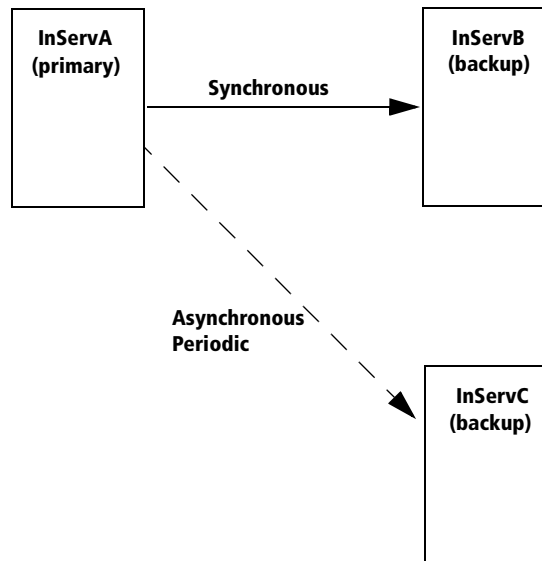 InServA
(primary)
InServB
(backup)
Synchronous
Asynchronous
Periodic
InServC
(backup)